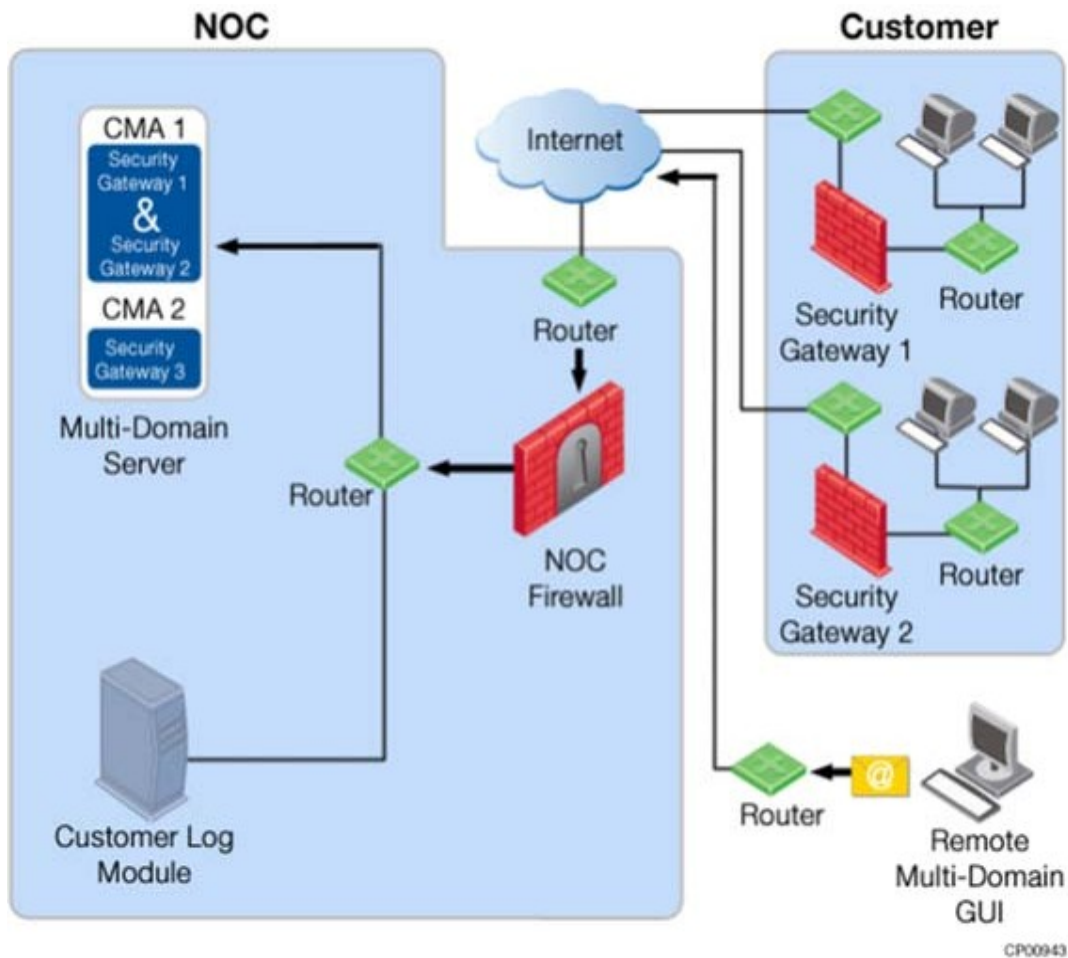 NOC
Customer
CMA 1
Security
Gateway 1
&
Security
Gateway 2
CMA 2
Security
Gateway 3
Multi-Domain
Server
Internet
Router
Router
NOC
Firewall
Customer Log
Module
Security
Gateway 1
Router
Security
Gateway 2
Router
Router
@
Remote
Multi-Domain
GUI
CP00943